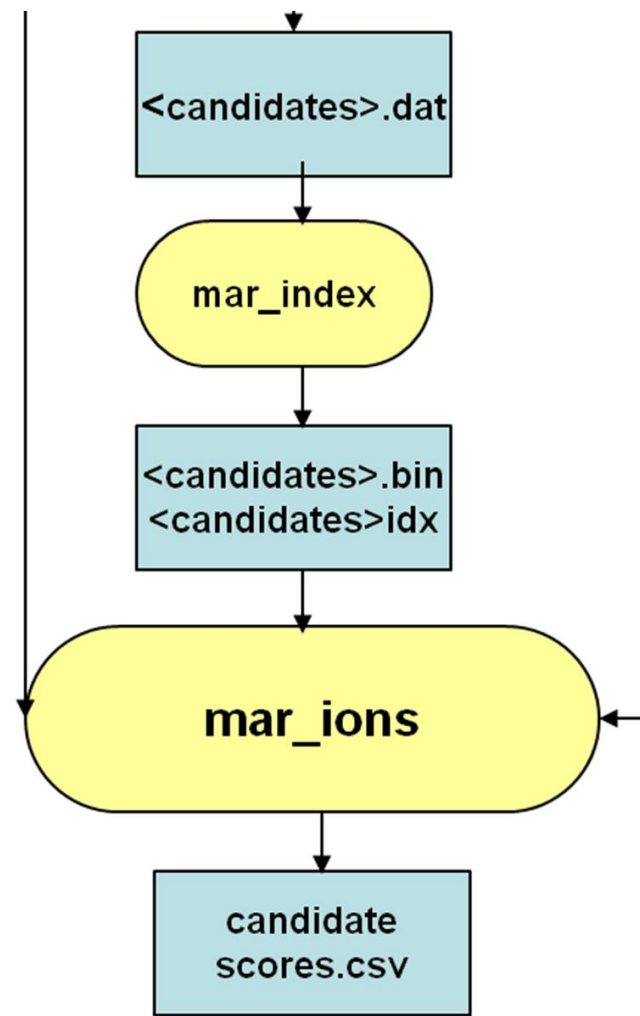 <candidates>.dat
mar_index
<candidates>.bin
<candidates>idx
mar_ions
candidate
scores.csv